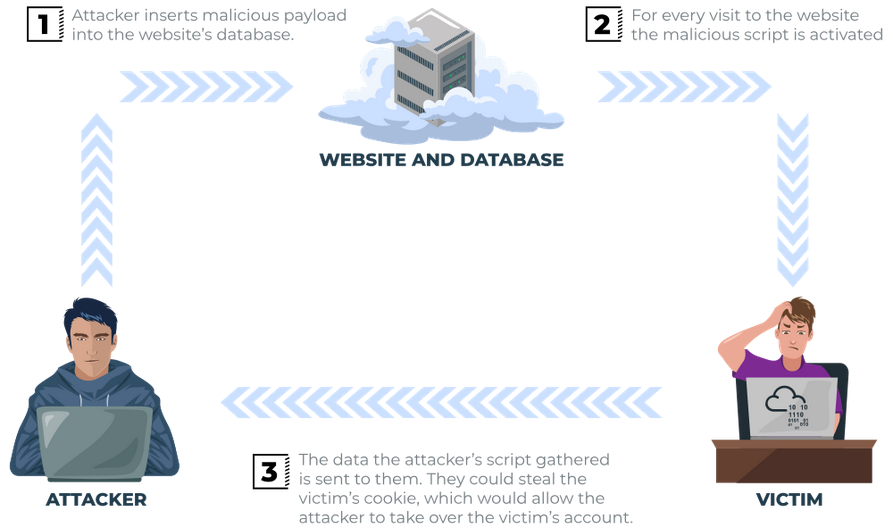 1
Attacker inserts malicious payload
into the website's database.
2
For every visit to the website
the malicious script is activated
WEBSITE AND DATABASE
10 10
1110
0101 01
01 010
01
ATTACKER
3
The data the attacker's script gathered
is sent to them. They could steal the
victim's cookie, which would allow the
attacker to take over the victim's account.
VICTIM